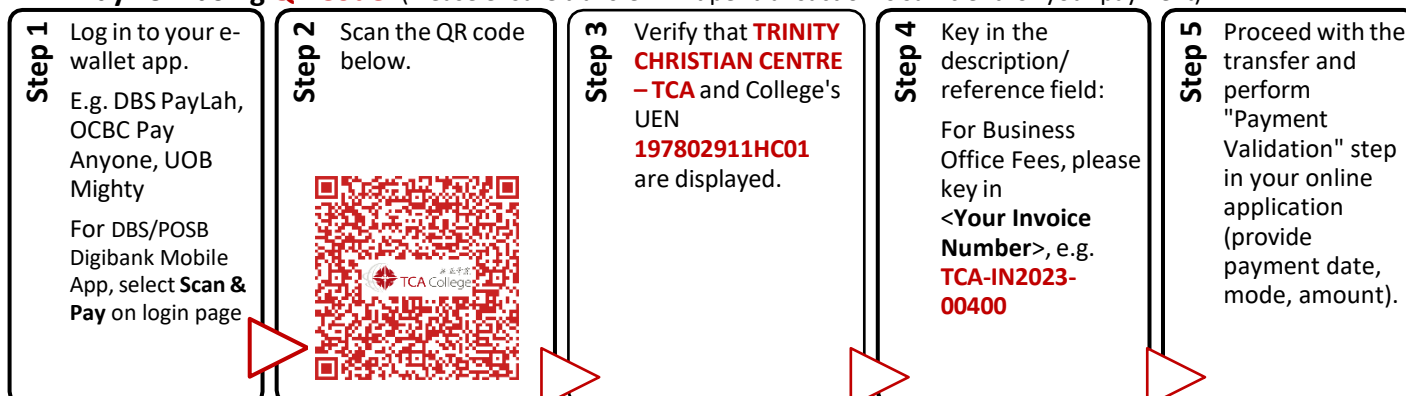 Step 1
Log in to your e-
wallet app.
E.g. DBS PayLah,
OCBC Pay
Anyone, UOB
Mighty
For DBS/POSB
Digibank Mobile
App, select Scan &
Pay on login page
Step 2
Scan the QR code
below.
TCA College
Step 3
Verify that TRINITY
CHRISTIAN CENTRE
– TCA and College's
UEN
197802911HC01
are displayed.
Step 4
Key in the
description/
reference field:
For Business
Office Fees, please
key in
<Your Invoice
Number>, e.g.
TCA-IN2023-
00400
Step 5
Proceed with the
transfer and
perform
"Payment
Validation" step
in your online
application
(provide
payment date,
mode, amount).